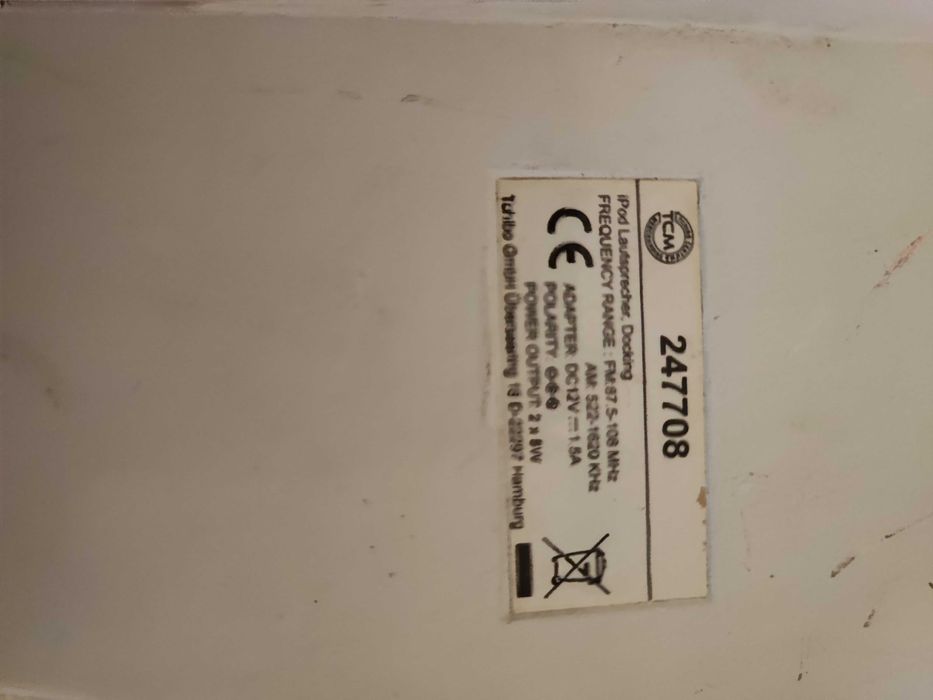 TCM
247708
iPod Lautsprecher, Docking
FREQUENCY RANGE : FM:87.5-108 MHz
AM: 522-1620 KHz
CE
ADAPTER: DC12V ⎓ 1.5A
POLARITY:
POWER OUTPUT: 2 x 8W
Tchibo GmbH Überseering 18 D-22297 Hamburg